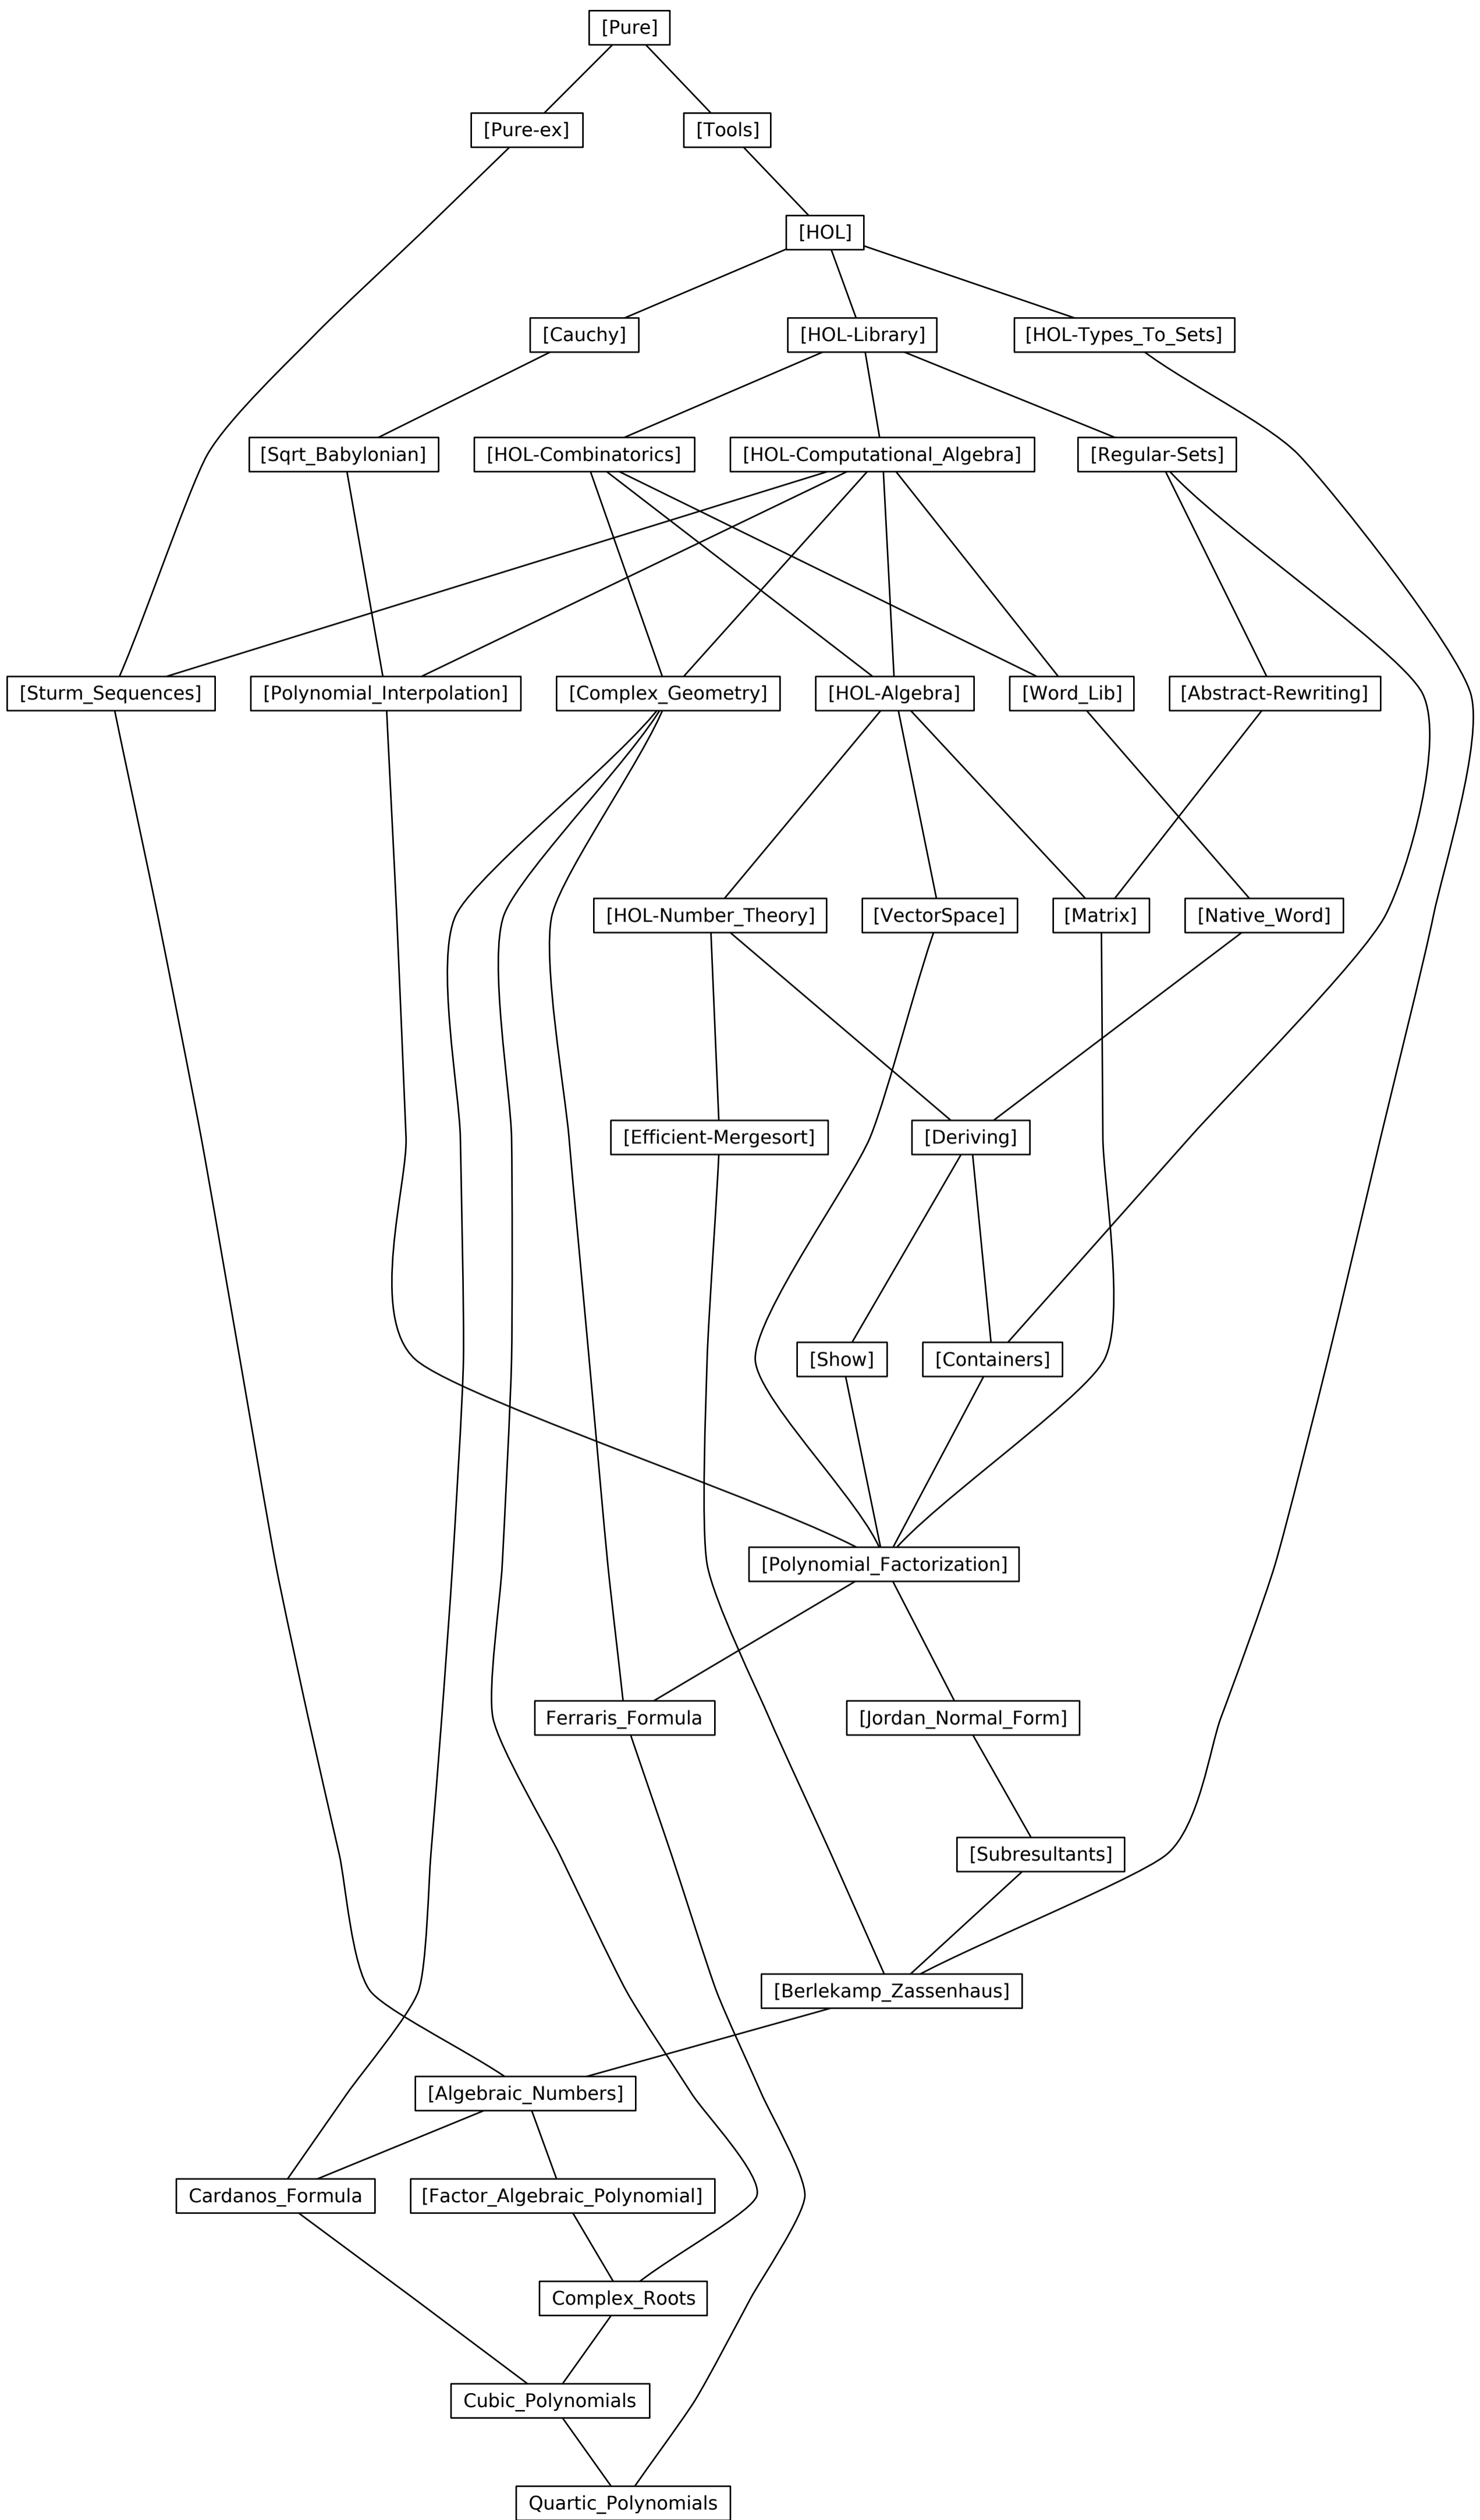 [Pure]
[Pure-ex]
[Tools]
[HOL]
[Cauchy]
[HOL-Library]
[HOL-Types_To_Sets]
[Sqrt_Babylonian]
[HOL-Combinatorics]
[HOL-Computational_Algebra]
[Regular-Sets]
[Sturm_Sequences]
[Polynomial_Interpolation]
[Complex_Geometry]
[HOL-Algebra]
[Word_Lib]
[Abstract-Rewriting]
[HOL-Number_Theory]
[VectorSpace]
[Matrix]
[Native_Word]
[Efficient-Mergesort]
[Deriving]
[Show]
[Containers]
[Polynomial_Factorization]
Ferraris_Formula
[Jordan_Normal_Form]
[Subresultants]
[Berlekamp_Zassenhaus]
[Algebraic_Numbers]
Cardanos_Formula
[Factor_Algebraic_Polynomial]
Complex_Roots
Cubic_Polynomials
Quartic_Polynomials